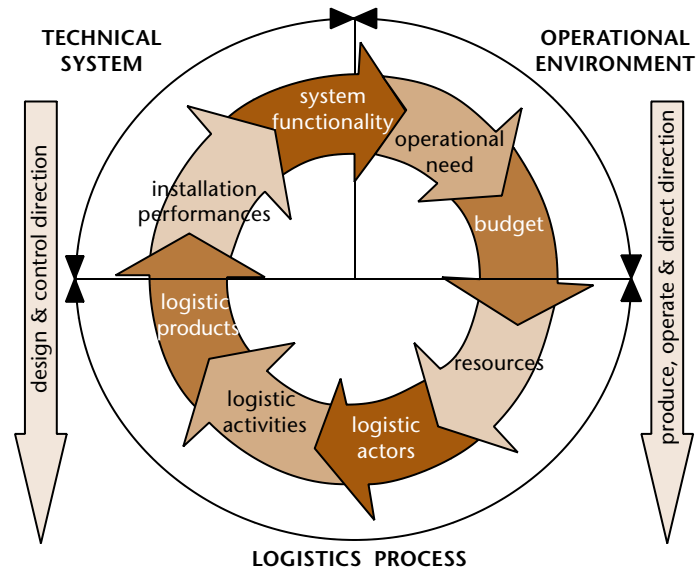 TECHNICAL
SYSTEM
OPERATIONAL
ENVIRONMENT
system
functionality
operational
need
installation
performances
budget
logistic
products
resources
logistic
activities
logistic
actors
design & control direction
produce, operate & direct direction
LOGISTICS PROCESS